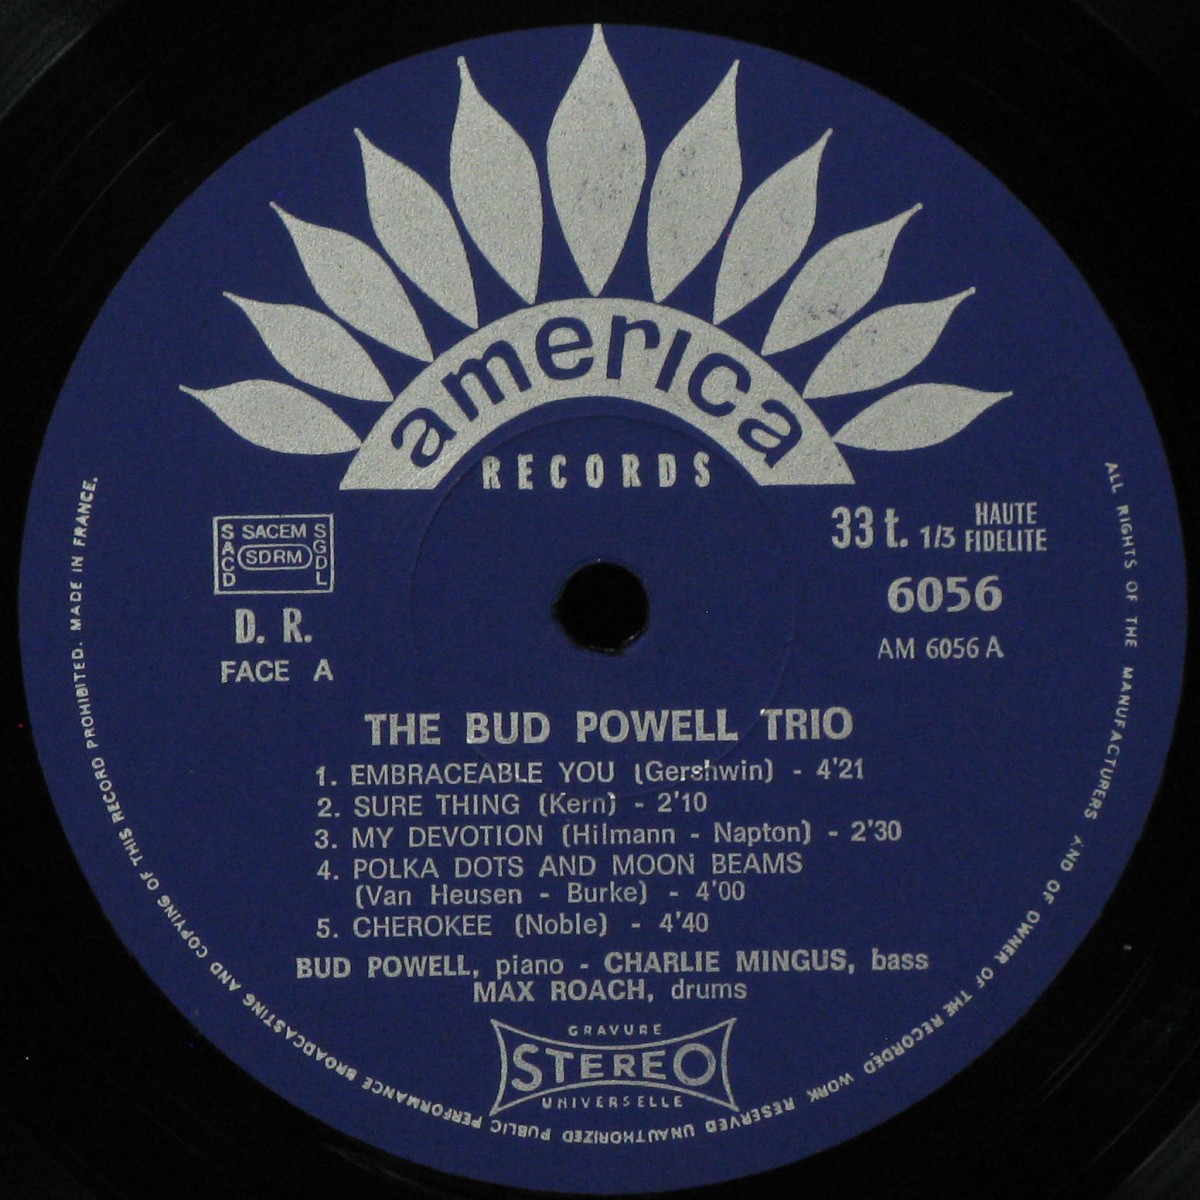 america
RECORDS
SACD SACEM SGDL
SDRM
D. R.
FACE A
33 t. 1/3 HAUTE FIDELITE
6056
AM 6056 A
THE BUD POWELL TRIO
1. EMBRACEABLE YOU (Gershwin) - 4'21
2. SURE THING (Kern) - 2'10
3. MY DEVOTION (Hilmann - Napton) - 2'30
4. POLKA DOTS AND MOON BEAMS
(Van Heusen - Burke) - 4'00
5. CHEROKEE (Noble) - 4'40
BUD POWELL, piano - CHARLIE MINGUS, bass
MAX ROACH, drums
GRAVURE
STEREO
UNIVERSELLE
ALL RIGHTS OF THE MANUFACTURERS AND OF OWNER OF THE RECORDED WORK RESERVED UNAUTHORIZED PUBLIC PERFORMANCE BROADCASTING AND COPYING OF THIS RECORD PROHIBITED. MADE IN FRANCE.